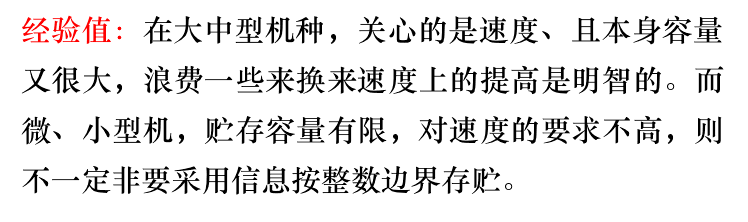 经验值：在大中型机种，关心的是速度、且本身容量
又很大，浪费一些来换来速度上的提高是明智的。而
微、小型机，贮存容量有限，对速度的要求不高，则
不一定非要采用信息按整数边界存贮。